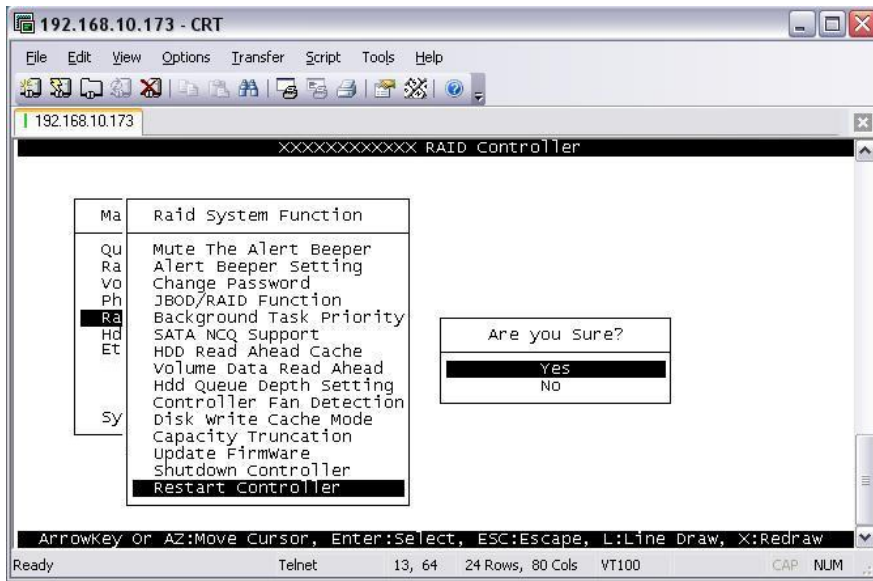 192.168.10.173 - CRT
File Edit View Options Transfer Script Tools Help
192.168.10.173
XXXXXXXXXXXX RAID Controller
Ma
Qu
Ra
Vo
Ph
Ra
Hd
Et
Sy
Raid System Function
Mute The Alert Beeper
Alert Beeper Setting
Change Password
JBOD/RAID Function
Background Task Priority
SATA NCQ Support
HDD Read Ahead Cache
Volume Data Read Ahead
Hdd Queue Depth Setting
Controller Fan Detection
Disk Write Cache Mode
Capacity Truncation
Update FirmWare
Shutdown Controller
Restart Controller
Are you Sure?
Yes
No
ArrowKey Or AZ:Move Cursor, Enter:Select, ESC:Escape, L:Line Draw, X:Redraw
Ready Telnet 13, 64 24 Rows, 80 Cols VT100 CAP NUM